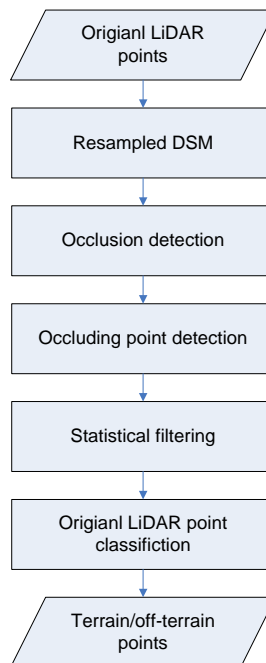 Origianl LiDAR
points
Resampled DSM
Occlusion detection
Occluding point detection
Statistical filtering
Origianl LiDAR point
classifiction
Terrain/off-terrain
points